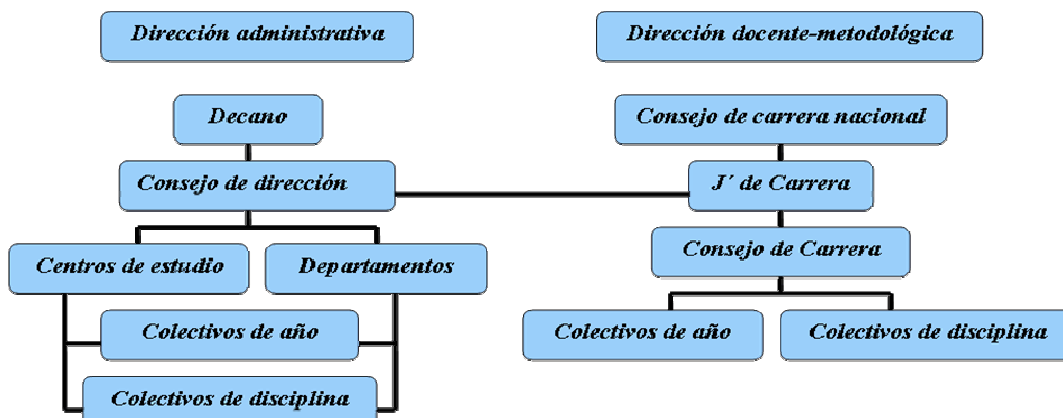 Dirección administrativa
Dirección docente-metodológica
Decano
Consejo de carrera nacional
Consejo de dirección
J´ de Carrera
Consejo de Carrera
Centros de estudio
Departamentos
Colectivos de año
Colectivos de año
Colectivos de disciplina
Colectivos de disciplina